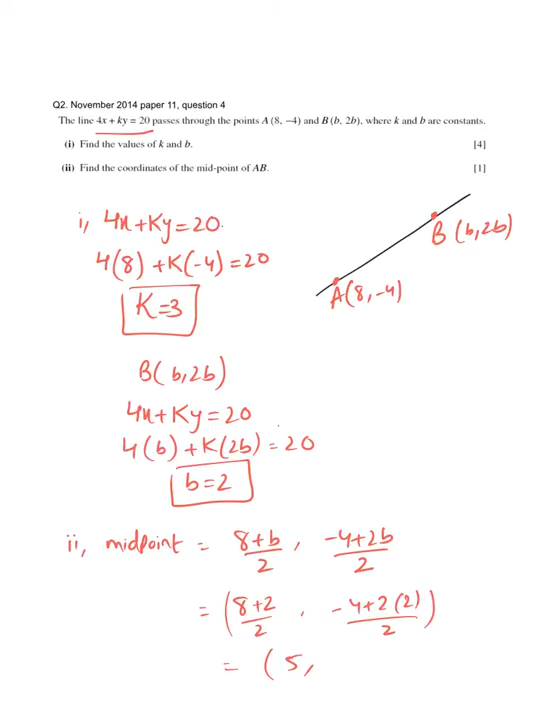 Q2. November 2014 paper 11, question 4
The line 4x + ky = 20 passes through the points A (8, −4) and B (b, 2b), where k and b are constants.
(i) Find the values of k and b. [4]
(ii) Find the coordinates of the mid-point of AB. [1]
i, 4x+Ky=20.
4(8) +K(-4) =20
K=3
B (b, 2b)
A(8, -4)
B( b, 2b)
4x+Ky=20
4(b)+K(2b) =20
b=2
ii, midpoint = 8+b/2 , -4+2b/2
= (8+2/2 , -4+2(2)/2)
= (5,